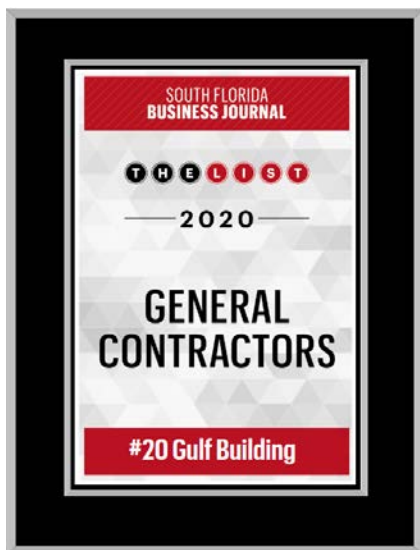 SOUTH FLORIDA
BUSINESS JOURNAL
THE LIST
2020
GENERAL
CONTRACTORS
#20 Gulf Building